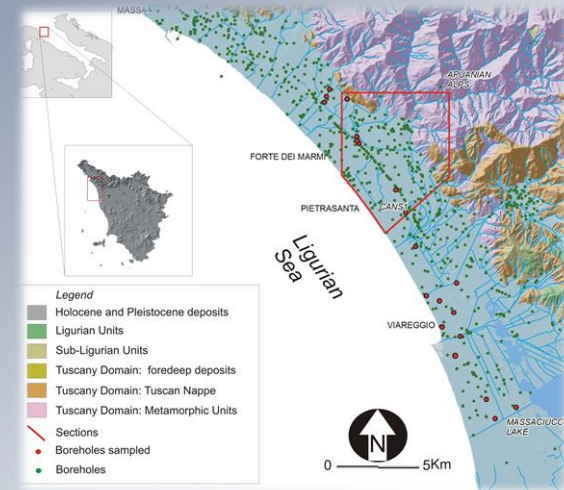 MASSA
APUANIAN
ALPS
FORTE DEI MARMI
PIETRASANTA
CANS
Ligurian
Sea
VIAREGGIO
MASSACIUCC
LAKE
Legend
Holocene and Pleistocene deposits
Ligurian Units
Sub-Ligurian Units
Tuscany Domain: foredeep deposits
Tuscany Domain: Tuscan Nappe
Tuscany Domain: Metamorphic Units
Sections
Boreholes sampled
Boreholes
N
0 5Km